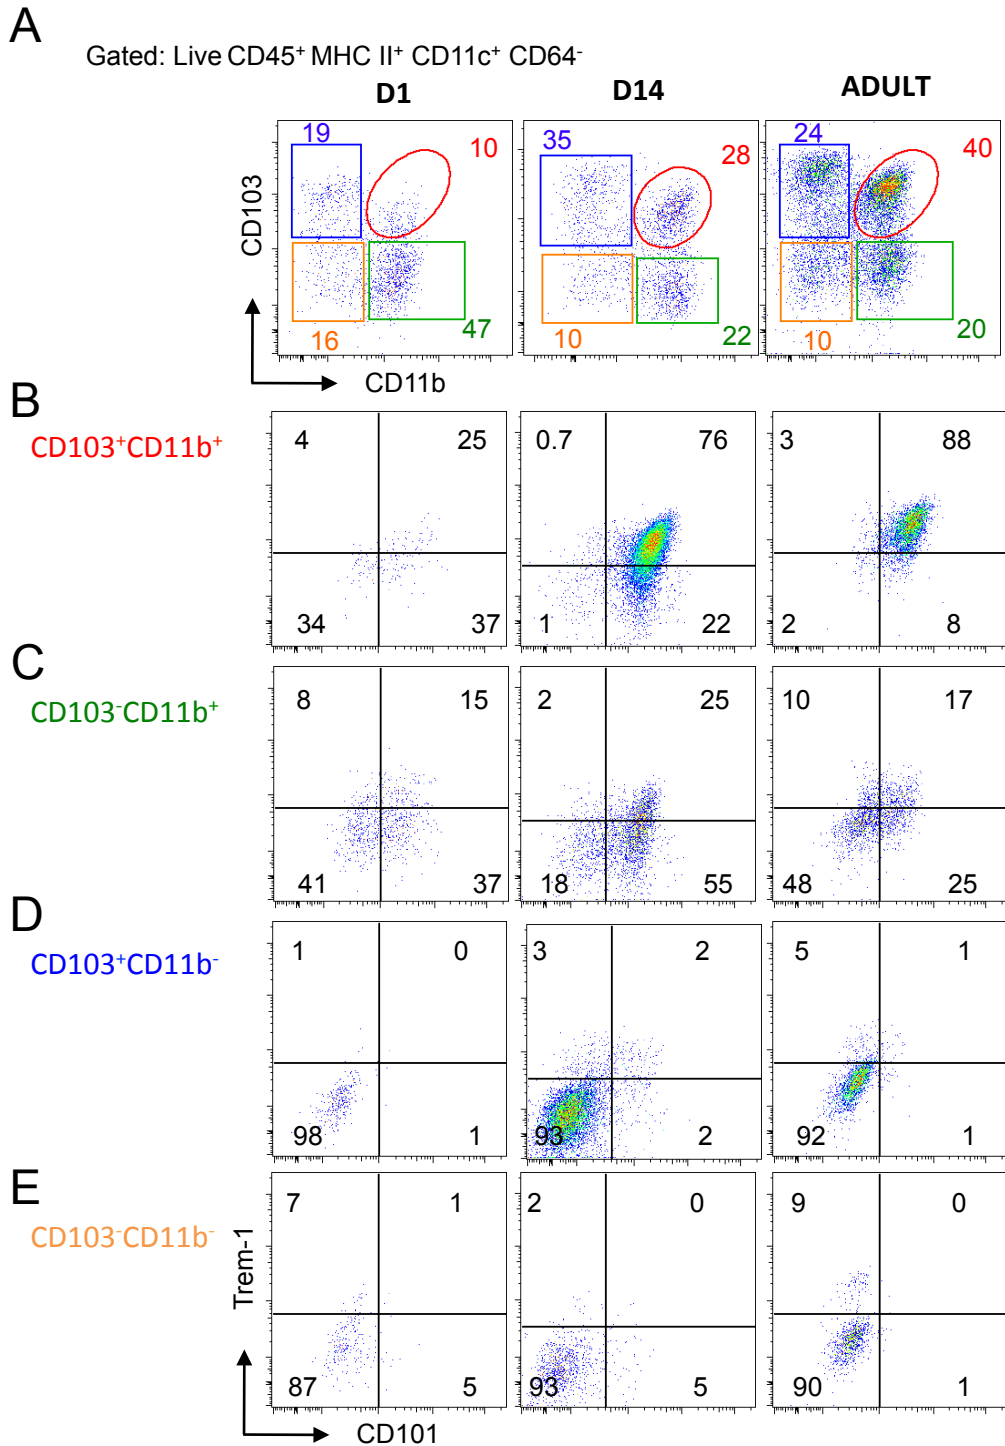 A
Gated: Live CD45⁺ MHC II⁺ CD11c⁺ CD64⁻
D1 D14 ADULT
19 10 35 28 24 40
CD103
16 47 10 22 10 20
CD11b
B
CD103⁺CD11b⁺
4 25 0.7 76 3 88
34 37 1 22 2 8
C
CD103⁻CD11b⁺
8 15 2 25 10 17
41 37 18 55 48 25
D
CD103⁺CD11b⁻
1 0 3 2 5 1
98 1 93 2 92 1
E
CD103⁻CD11b⁻
7 1 2 0 9 0
Trem-1
87 5 93 5 90 1
CD101